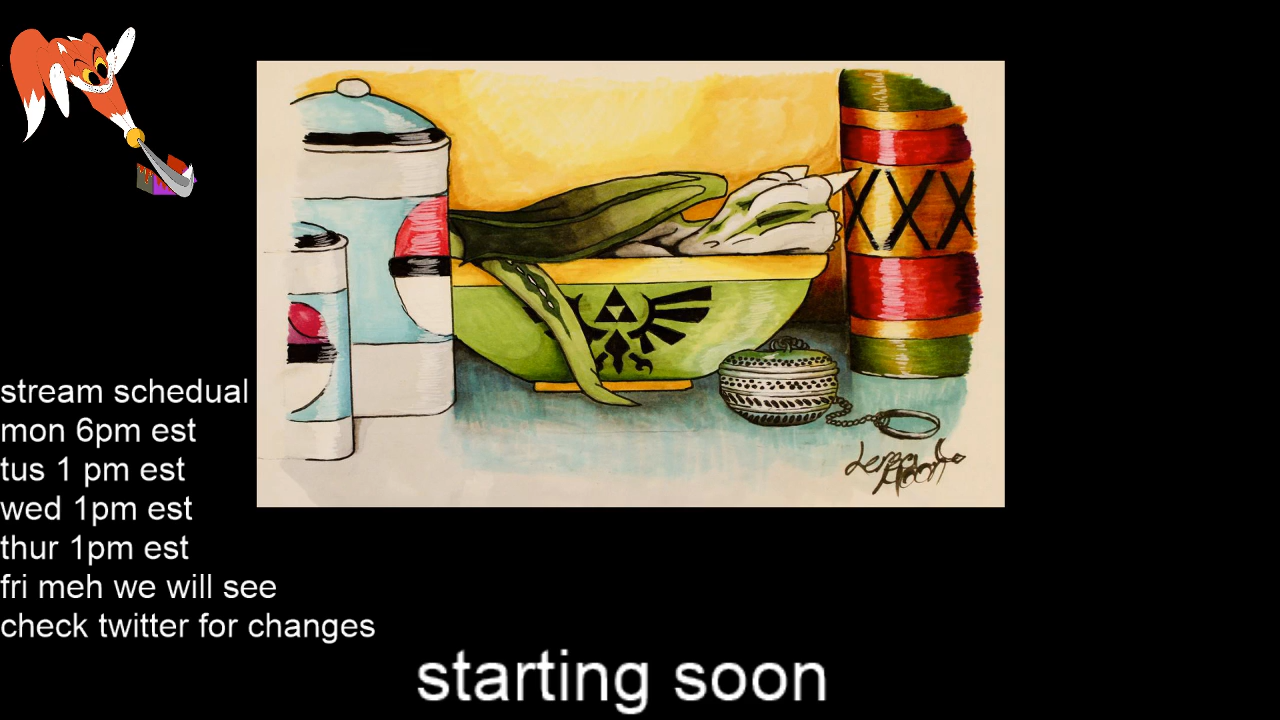 stream schedual
mon 6pm est
tus 1 pm est
wed 1pm est
thur 1pm est
fri meh we will see
check twitter for changes
starting soon